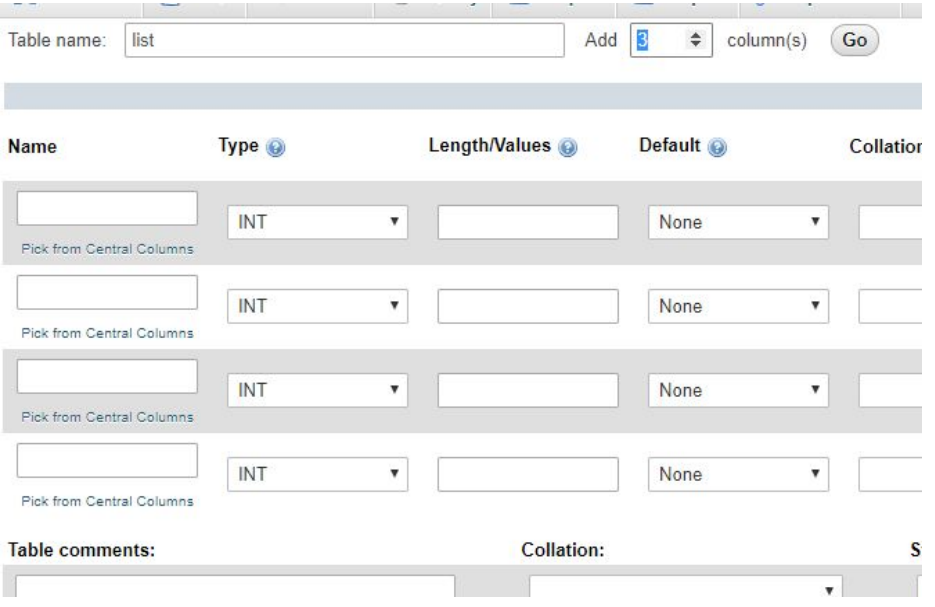 Table name: list Add 3 column(s) Go
Name Type Length/Values Default Collation
INT None
Pick from Central Columns
INT None
Pick from Central Columns
INT None
Pick from Central Columns
INT None
Pick from Central Columns
Table comments: Collation: